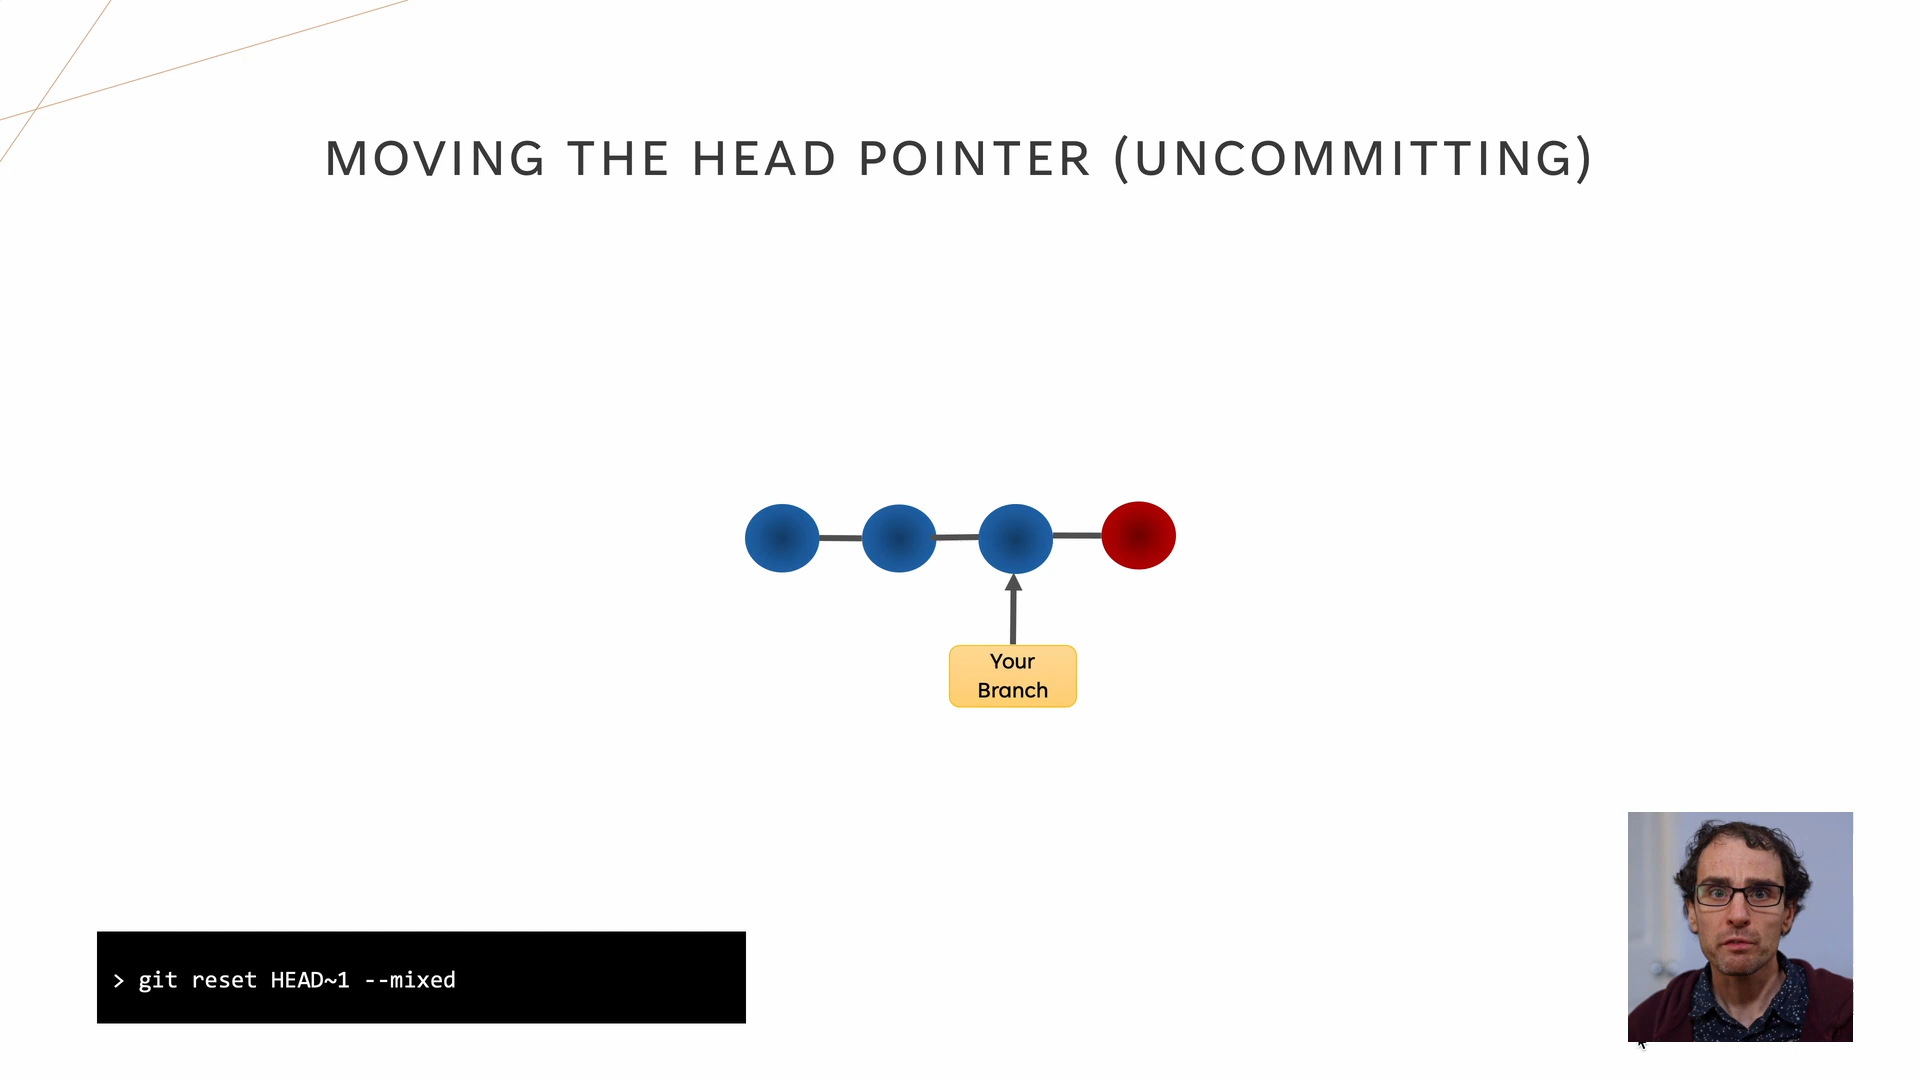 MOVING THE HEAD POINTER (UNCOMMITTING)
Your
Branch
> git reset HEAD~1 --mixed